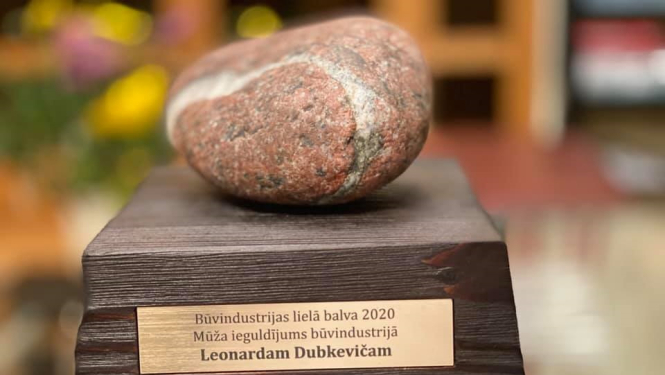 Būvindustrijas lielā balva 2020
Mūža ieguldījums būvindustrijā
Leonardam Dubkevičam